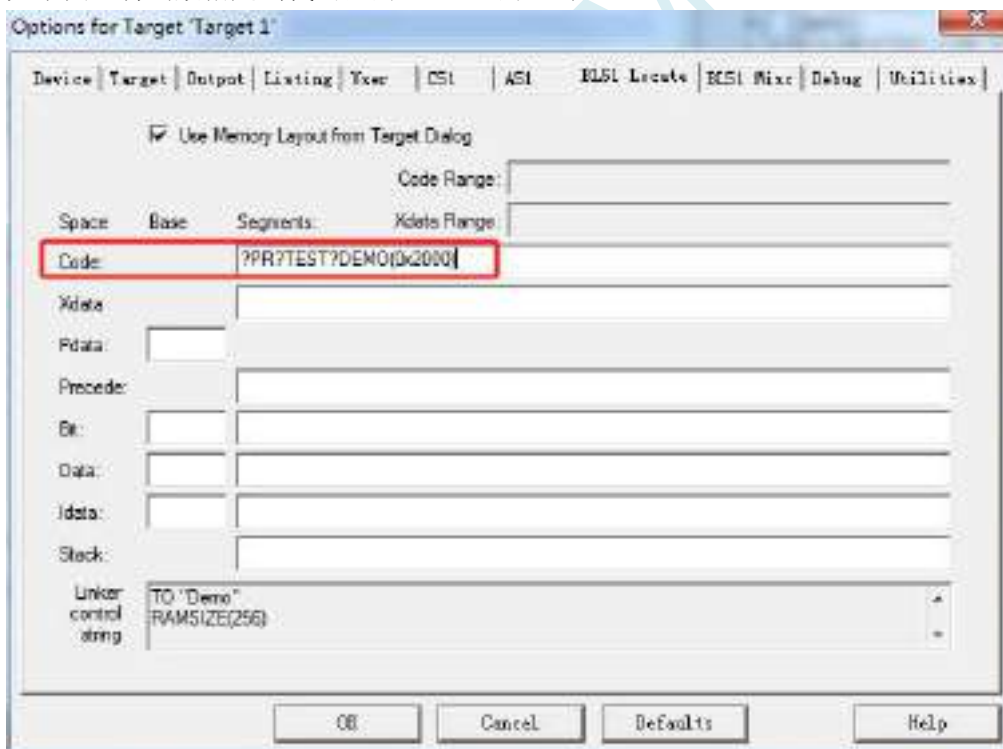 Options for Target 'Target 1'
Device Target Output Listing User C51 A51 BL51 Locate BL51 Misc Debug Utilities
Use Memory Layout from Target Dialog
Code Range:
Space Base Segments: Xdata Range
Code: ?PR?TEST?DEMO(0x2000)
Xdata
Pdata:
Precede:
Bit:
Data:
Idata:
Stack:
Linker control string
TO "Demo"
RAMSIZE(256)
OK Cancel Defaults Help